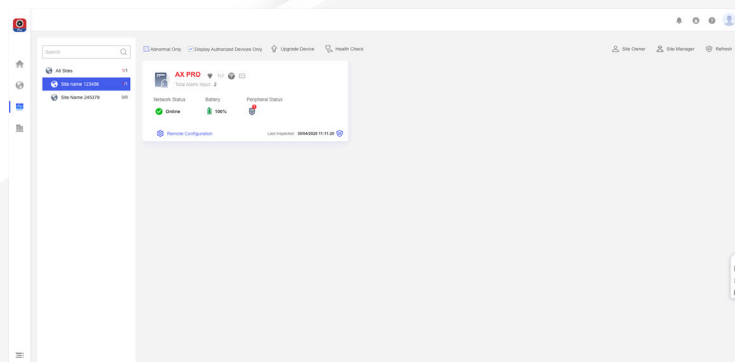 Search
All Sites 1/1
Site name 123456 /1
Site Name 245378 0/0
Abnormal Only Display Authorized Devices Only Upgrade Device Health Check
Site Owner Site Manager Refresh
AX PRO
Total Alarm Input: 2
Network Status Battery Peripheral Status
Online 100%
Remote Configuration Last Inspected: 30/04/2025 11:11:20